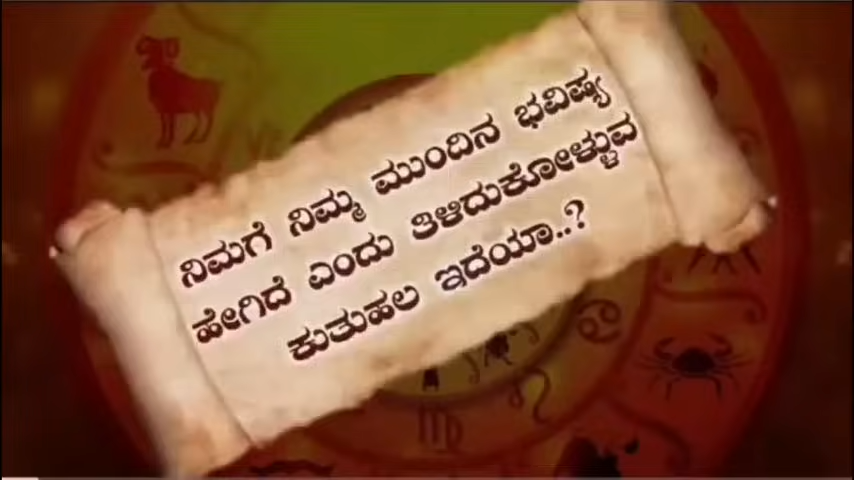 ನಿಮಗೆ ನಿಮ್ಮ ಮುಂದಿನ ಭವಿಷ್ಯ
ಹೇಗಿದೆ ಎಂದು ತಿಳಿದುಕೋಳ್ಳುವ
ಕುತುಹಲ ಇದೆಯಾ..?